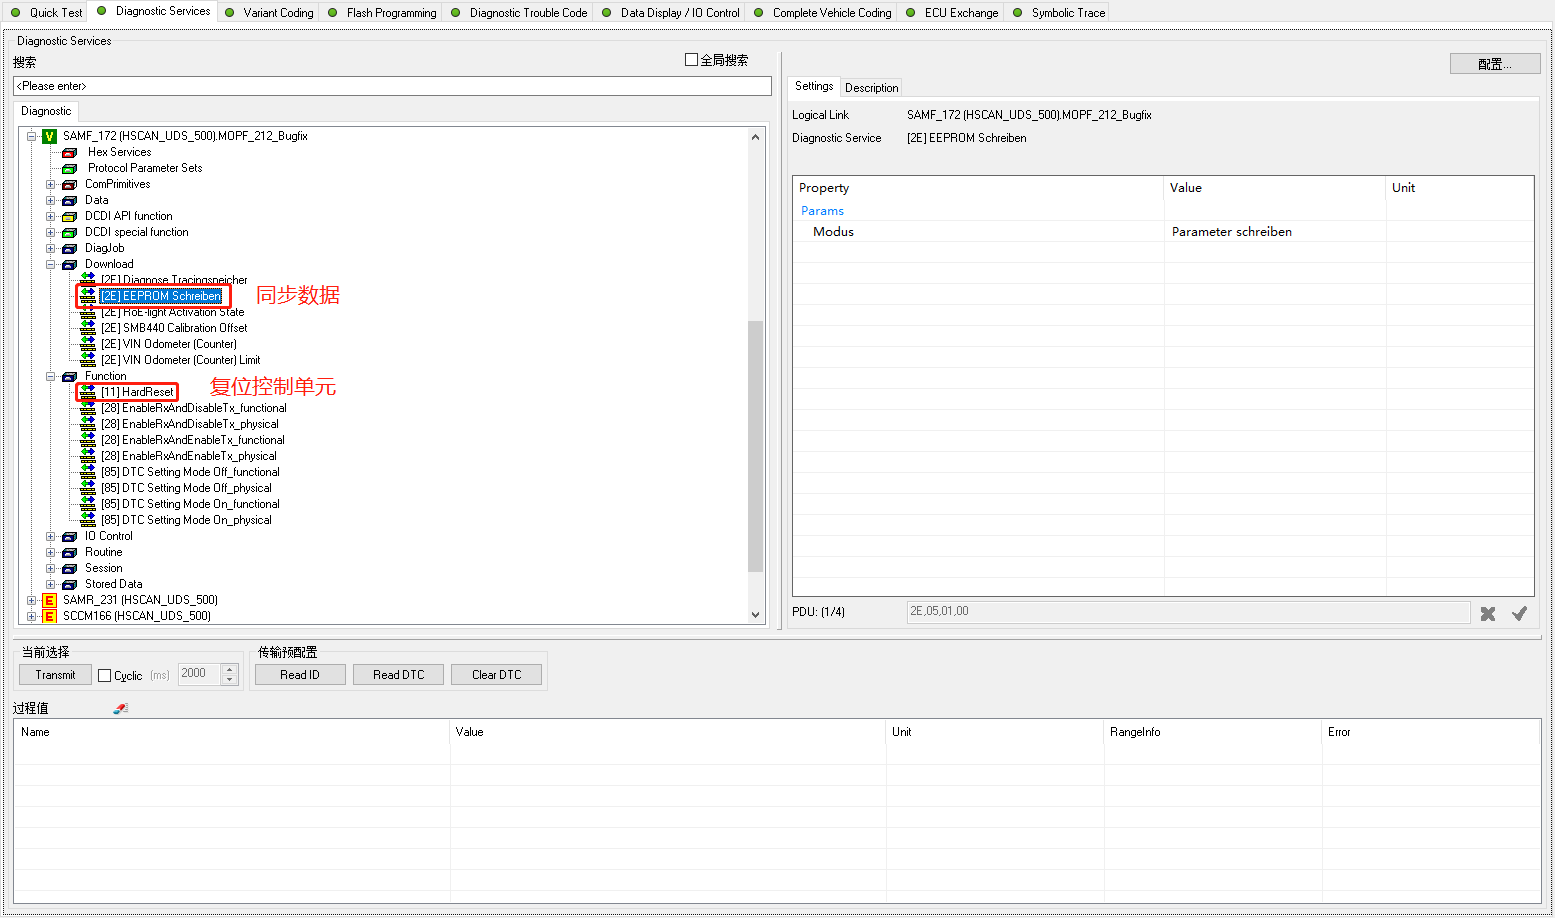 Quick Test Diagnostic Services Variant Coding Flash Programming Diagnostic Trouble Code Data Display / IO Control Complete Vehicle Coding ECU Exchange Symbolic Trace
Diagnostic Services
搜索
全局搜索
<Please enter>
Diagnostic
SAMF_172 (HSCAN_UDS_500).MOPF_212_Bugfix
Hex Services
Protocol Parameter Sets
ComPrimitives
Data
DCDI API function
DCDI special function
DiagJob
Download
[2E] Diagnose Tracingspeicher
[2E] EEPROM Schreiben
同步数据
[2E] RoE-light Activation State
[2E] SMB440 Calibration Offset
[2E] VIN Odometer (Counter)
[2E] VIN Odometer (Counter) Limit
Function
[11] HardReset
复位控制单元
[28] EnableRxAndDisableTx_functional
[28] EnableRxAndDisableTx_physical
[28] EnableRxAndEnableTx_functional
[28] EnableRxAndEnableTx_physical
[85] DTC Setting Mode Off_functional
[85] DTC Setting Mode Off_physical
[85] DTC Setting Mode On_functional
[85] DTC Setting Mode On_physical
IO Control
Routine
Session
Stored Data
SAMR_231 (HSCAN_UDS_500)
SCCM166 (HSCAN_UDS_500)
配置...
Settings Description
Logical Link SAMF_172 (HSCAN_UDS_500).MOPF_212_Bugfix
Diagnostic Service [2E] EEPROM Schreiben
Property Value Unit
Params
Modus Parameter schreiben
PDU: (1/4) 2E,05,01,00
当前选择
Transmit Cyclic (ms) 2000
传输预配置
Read ID Read DTC Clear DTC
过程值
Name Value Unit RangeInfo Error